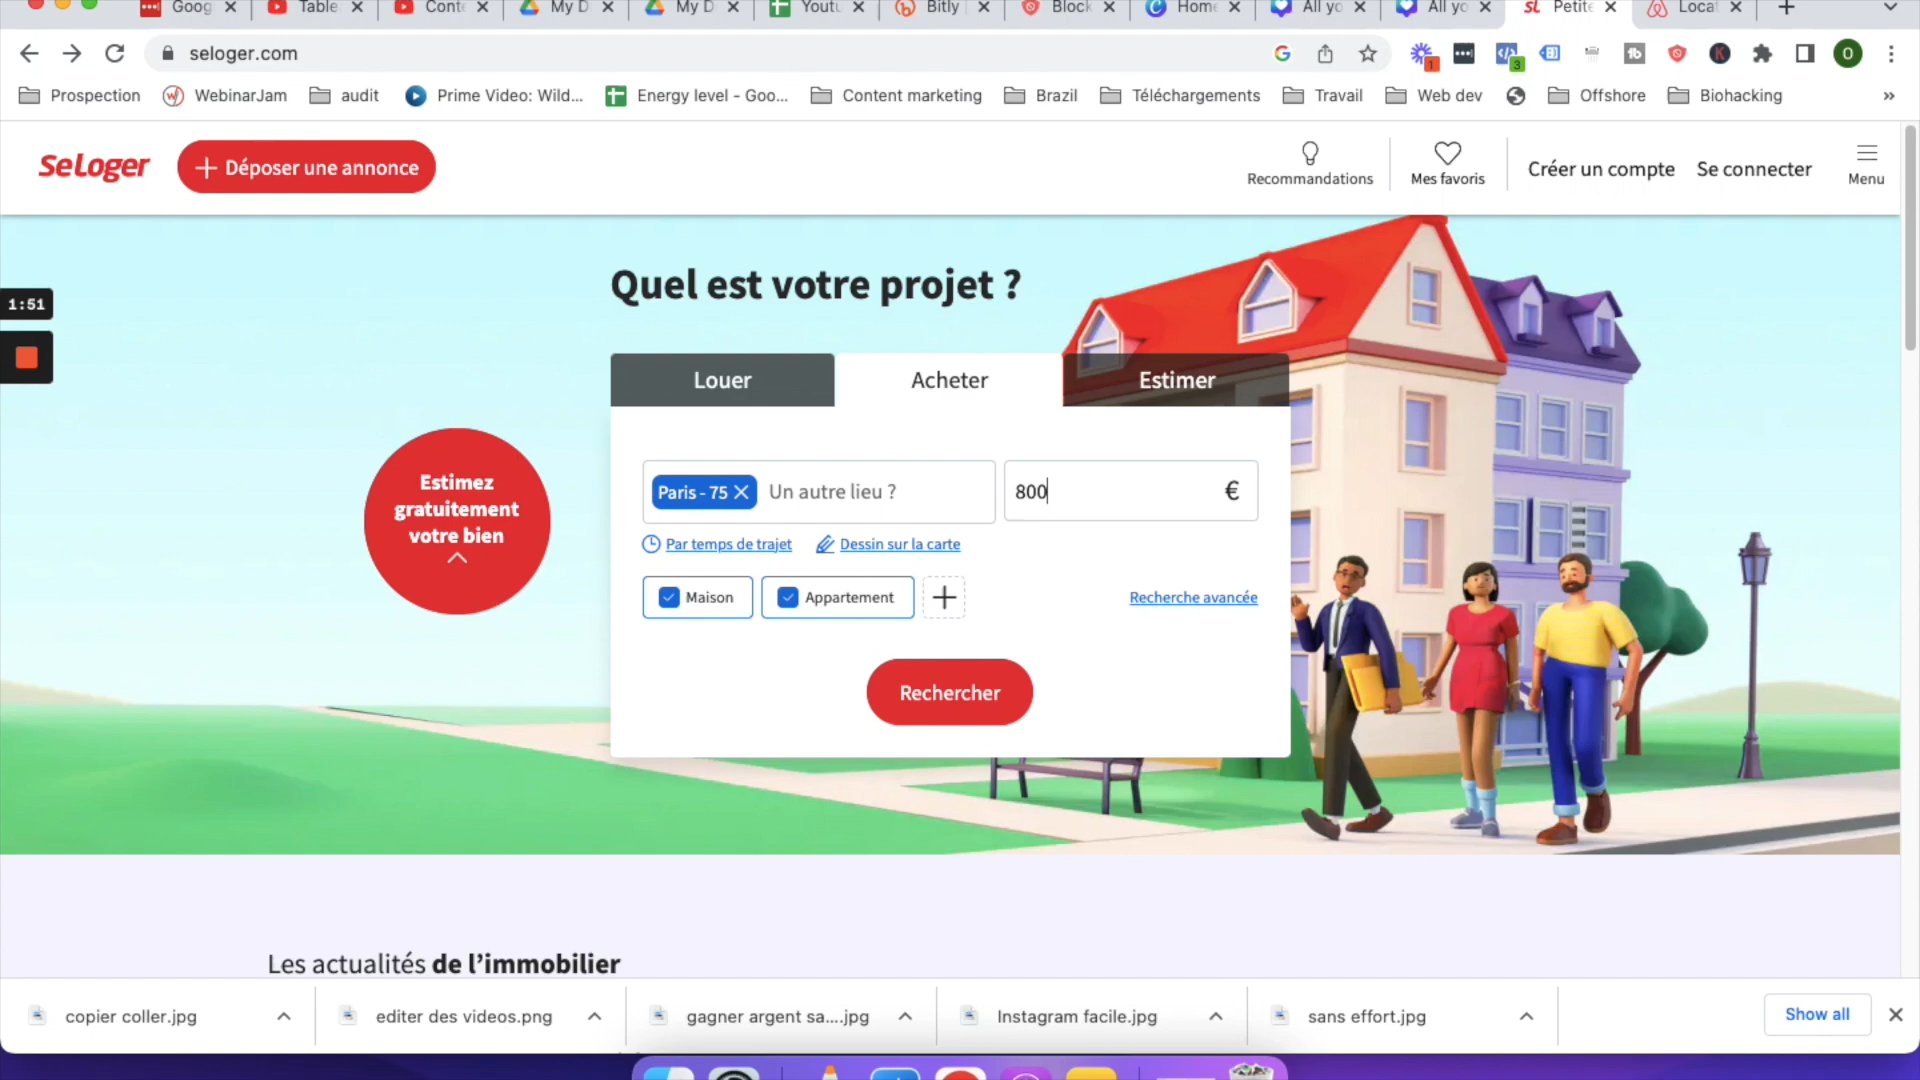 Goog
Table
Conte
My D
My D
Youtu
Bitly
Block
Home
All yo
All yo
Petite
Locat
seloger.com
1
3
O
Prospection
WebinarJam
audit
Prime Video: Wild...
Energy level - Goo...
Content marketing
Brazil
Téléchargements
Travail
Web dev
Offshore
Biohacking
»
SeLoger
Déposer une annonce
Recommandations
Mes favoris
Créer un compte
Se connecter
Menu
Quel est votre projet ?
1:51
Louer
Acheter
Estimer
Estimez
gratuitement
votre bien
Paris - 75
Un autre lieu ?
800
€
Par temps de trajet
Dessin sur la carte
Maison
Appartement
Recherche avancée
Rechercher
Les actualités de l'immobilier
copier coller.jpg
editer des videos.png
gagner argent sa....jpg
Instagram facile.jpg
sans effort.jpg
Show all